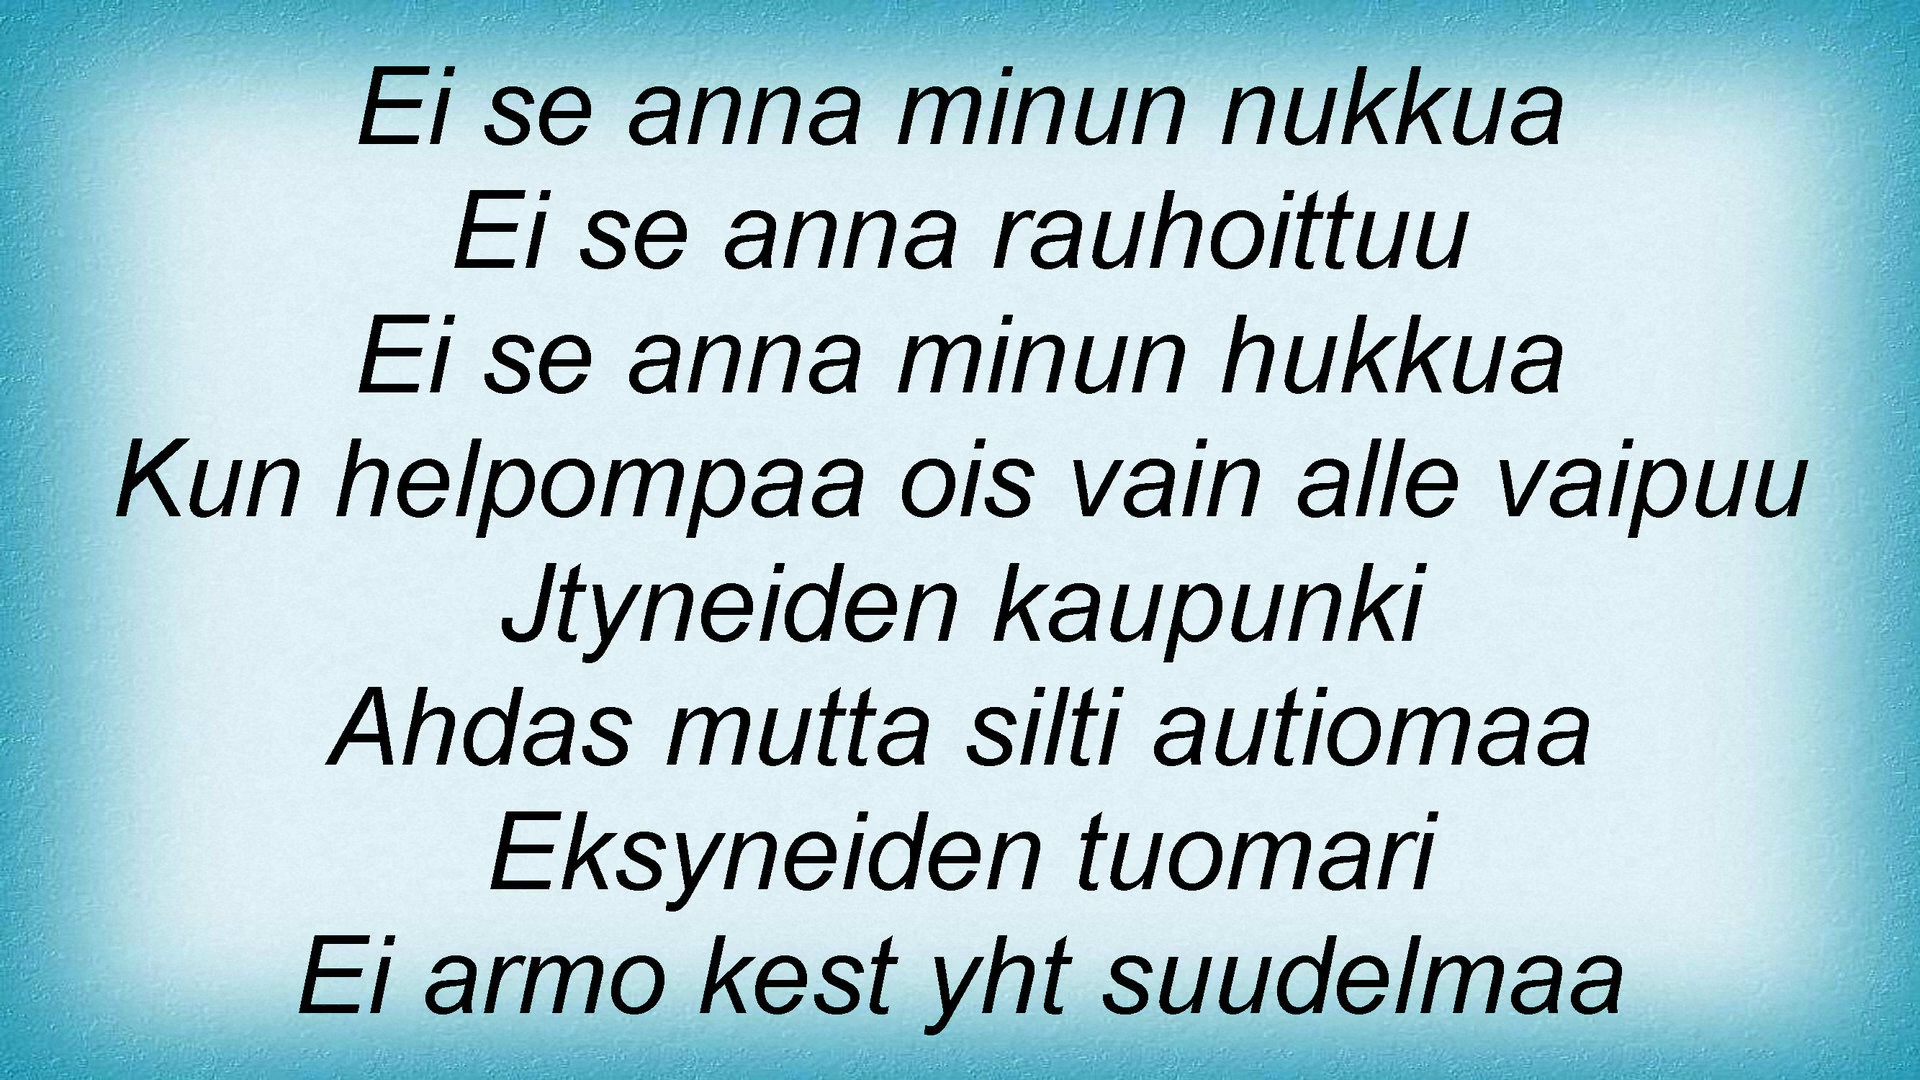 Ei se anna minun nukkua
Ei se anna rauhoittuu
Ei se anna minun hukkua
Kun helpompaa ois vain alle vaipuu
Jtyneiden kaupunki
Ahdas mutta silti autiomaa
Eksyneiden tuomari
Ei armo kest yht suudelmaa